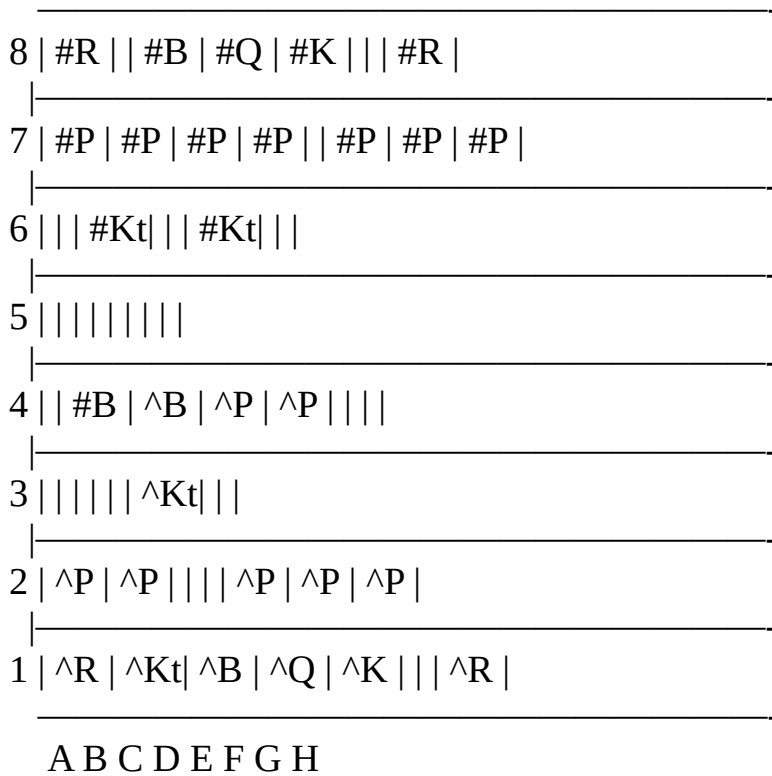 8 | #R | | #B | #Q | #K | | | #R |
7 | #P | #P | #P | #P | | #P | #P | #P |
6 | | | #Kt| | | #Kt| | |
5 | | | | | | | | |
4 | | #B | ^B | ^P | ^P | | | |
3 | | | | | | ^Kt| | |
2 | ^P | ^P | | | | ^P | ^P | ^P |
1 | ^R | ^Kt| ^B | ^Q | ^K | | | ^R |
A B C D E F G H